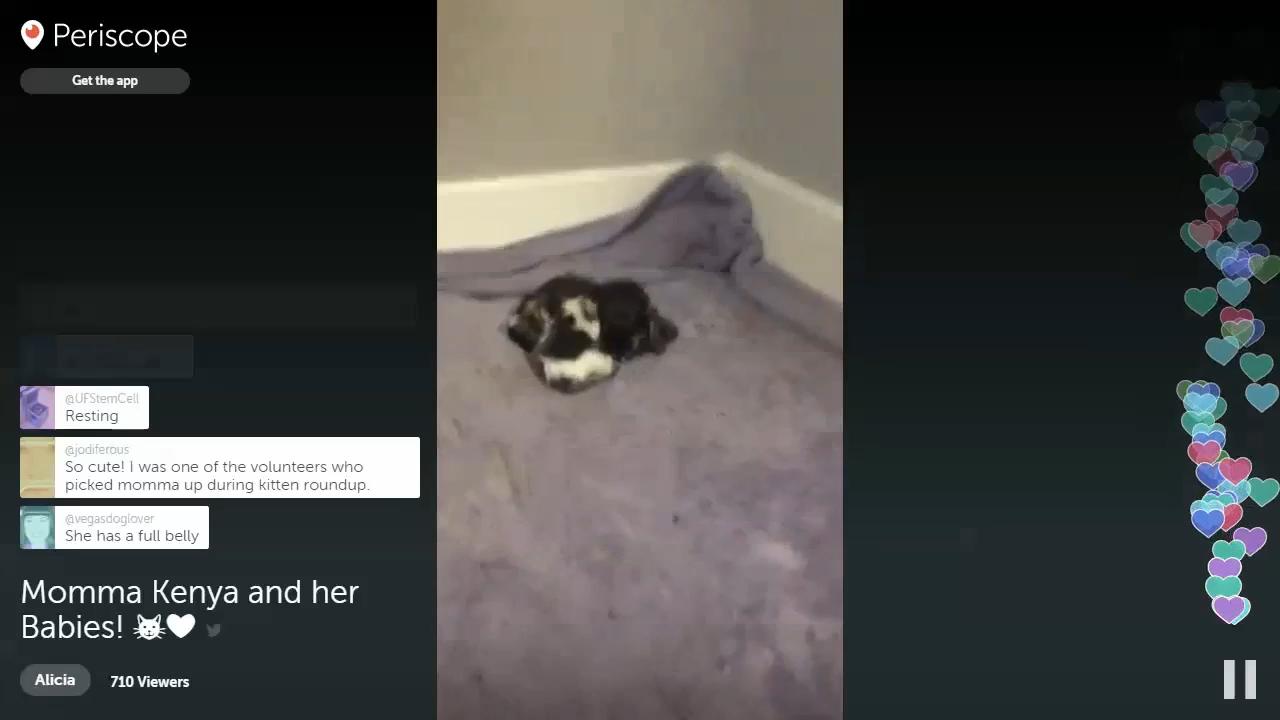 Periscope
Get the app
@UFStemCell
Resting
@jodiferous
So cute! I was one of the volunteers who
picked momma up during kitten roundup.
@vegasdoglover
She has a full belly
Momma Kenya and her
Babies! 🐱❤
Alicia
710 Viewers